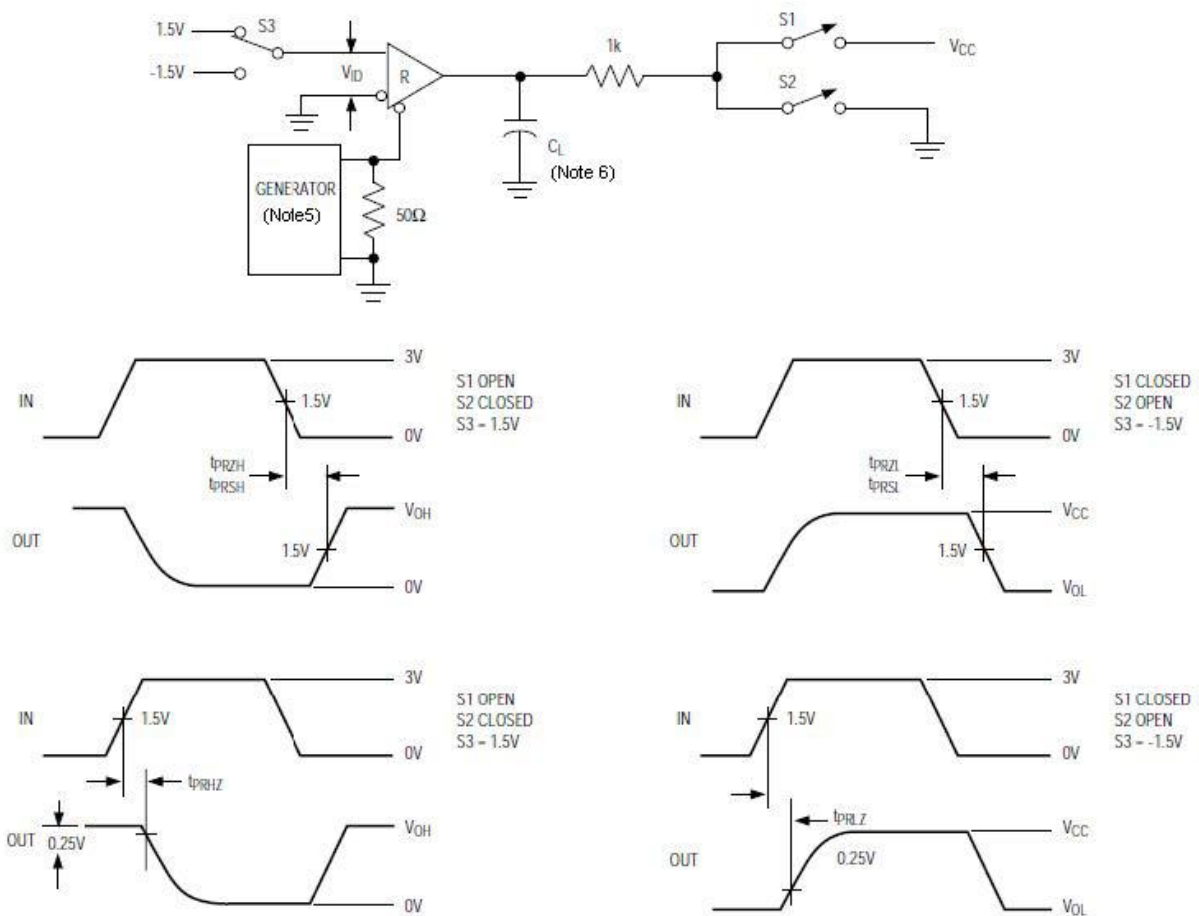 1.5V
S3
-1.5V
VID
R
1k
S1
VCC
S2
CL
(Note 6)
GENERATOR
(Note5)
50Ω
IN
3V
1.5V
0V
S1 OPEN
S2 CLOSED
S3 = 1.5V
tPRZH
tPRSH
OUT
VOH
1.5V
0V
3V
1.5V
0V
S1 CLOSED
S2 OPEN
S3 = -1.5V
tPRZL
tPRSL
VCC
OUT
1.5V
VOL
IN
3V
1.5V
0V
S1 OPEN
S2 CLOSED
S3 = 1.5V
tPRHZ
OUT
0.25V
VOH
0V
IN
3V
1.5V
0V
S1 CLOSED
S2 OPEN
S3 = -1.5V
tPRLZ
OUT
VCC
0.25V
VOL